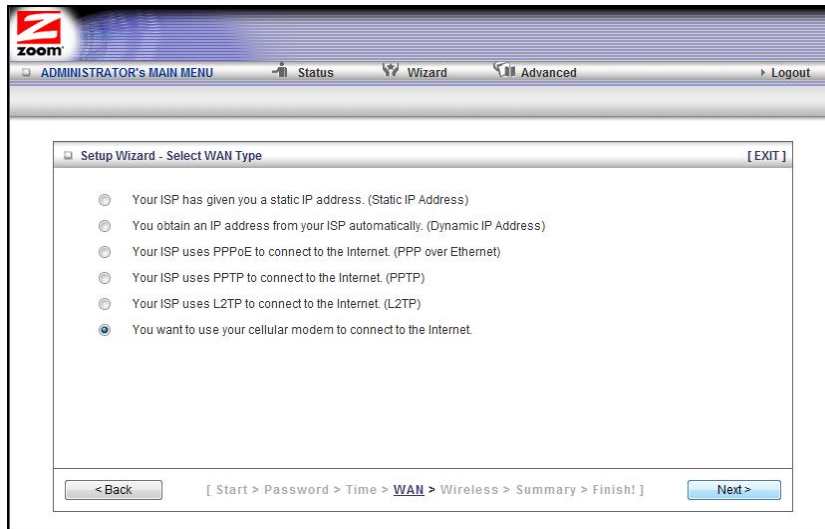 zoom
ADMINISTRATOR's MAIN MENU Status Wizard Advanced Logout
Setup Wizard - Select WAN Type [ EXIT ]
Your ISP has given you a static IP address. (Static IP Address)
You obtain an IP address from your ISP automatically. (Dynamic IP Address)
Your ISP uses PPPoE to connect to the Internet. (PPP over Ethernet)
Your ISP uses PPTP to connect to the Internet. (PPTP)
Your ISP uses L2TP to connect to the Internet. (L2TP)
You want to use your cellular modem to connect to the Internet.
< Back [ Start > Password > Time > WAN > Wireless > Summary > Finish! ] Next >